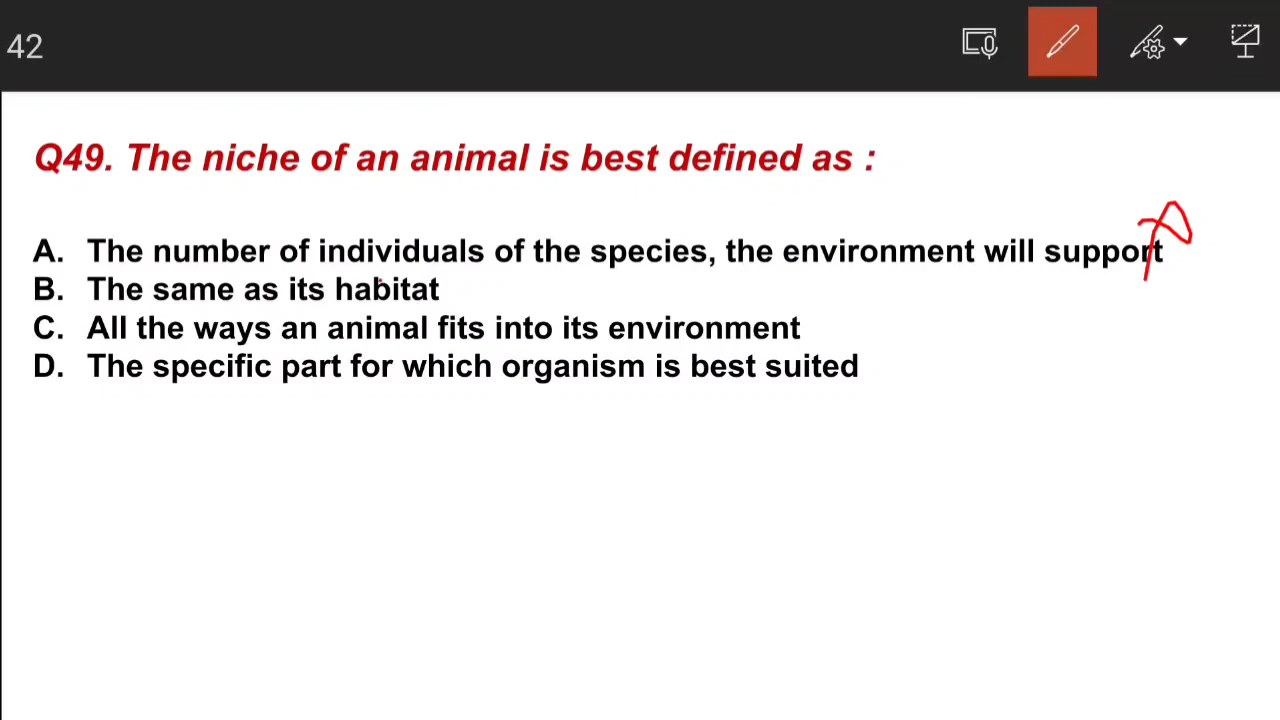 42
Q49. The niche of an animal is best defined as :
A. The number of individuals of the species, the environment will support
B. The same as its habitat
C. All the ways an animal fits into its environment
D. The specific part for which organism is best suited